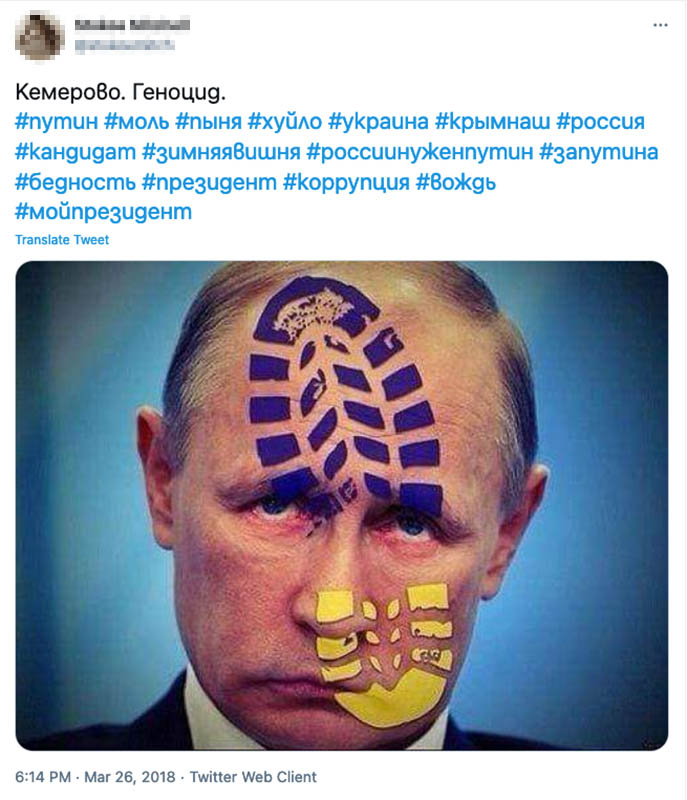 Кемерово. Геноцид.
#путин #моль #пыня #хуйло #украина #крымнаш #россия
#кандидат #зимняявишня #россиинуженпутин #запутина
#бедность #президент #коррупция #вождь
#мойпрезидент
Translate Tweet
6:14 PM · Mar 26, 2018 · Twitter Web Client